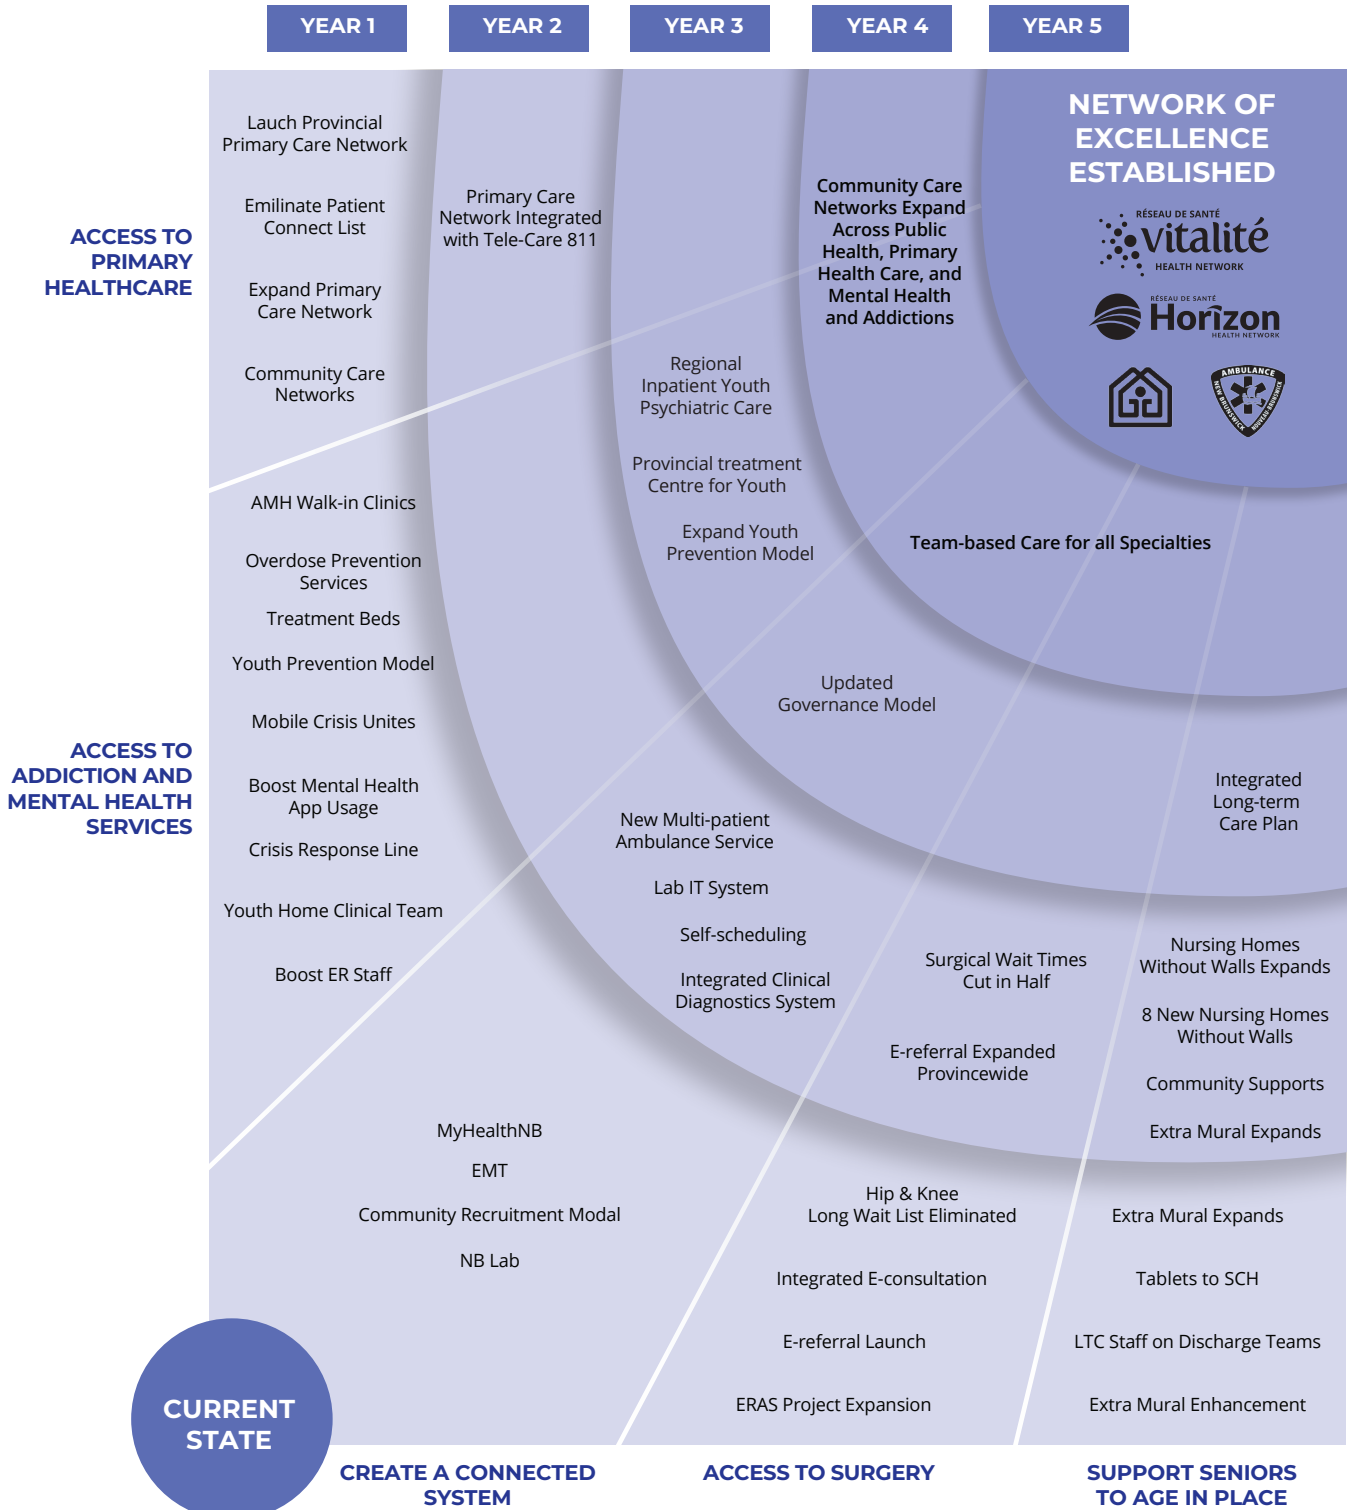 YEAR 1
YEAR 2
YEAR 3
YEAR 4
YEAR 5
ACCESS TO
PRIMARY
HEALTHCARE
Lauch Provincial
Primary Care Network
Emilinate Patient
Connect List
Expand Primary
Care Network
Community Care
Networks
Primary Care
Network Integrated
with Tele-Care 811
Community Care
Networks Expand
Across Public
Health, Primary
Health Care, and
Mental Health
and Addictions
NETWORK OF
EXCELLENCE
ESTABLISHED
RÉSEAU DE SANTÉ
vitalité
HEALTH NETWORK
RÉSEAU DE SANTÉ
Horizon
HEALTH NETWORK
AMBULANCE
NEW BRUNSWICK
NOUVEAU-BRUNSWICK
ACCESS TO
ADDICTION AND
MENTAL HEALTH
SERVICES
AMH Walk-in Clinics
Overdose Prevention
Services
Treatment Beds
Youth Prevention Model
Mobile Crisis Unites
Boost Mental Health
App Usage
Crisis Response Line
Youth Home Clinical Team
Boost ER Staff
Regional
Inpatient Youth
Psychiatric Care
Provincial treatment
Centre for Youth
Expand Youth
Prevention Model
Team-based Care for all Specialties
Updated
Governance Model
New Multi-patient
Ambulance Service
Lab IT System
Self-scheduling
Integrated Clinical
Diagnostics System
MyHealthNB
EMT
Community Recruitment Modal
NB Lab
Surgical Wait Times
Cut in Half
E-referral Expanded
Provincewide
Hip & Knee
Long Wait List Eliminated
Integrated E-consultation
E-referral Launch
ERAS Project Expansion
Integrated
Long-term
Care Plan
Nursing Homes
Without Walls Expands
8 New Nursing Homes
Without Walls
Community Supports
Extra Mural Expands
Extra Mural Expands
Tablets to SCH
LTC Staff on Discharge Teams
Extra Mural Enhancement
CURRENT
STATE
CREATE A CONNECTED
SYSTEM
ACCESS TO SURGERY
SUPPORT SENIORS
TO AGE IN PLACE